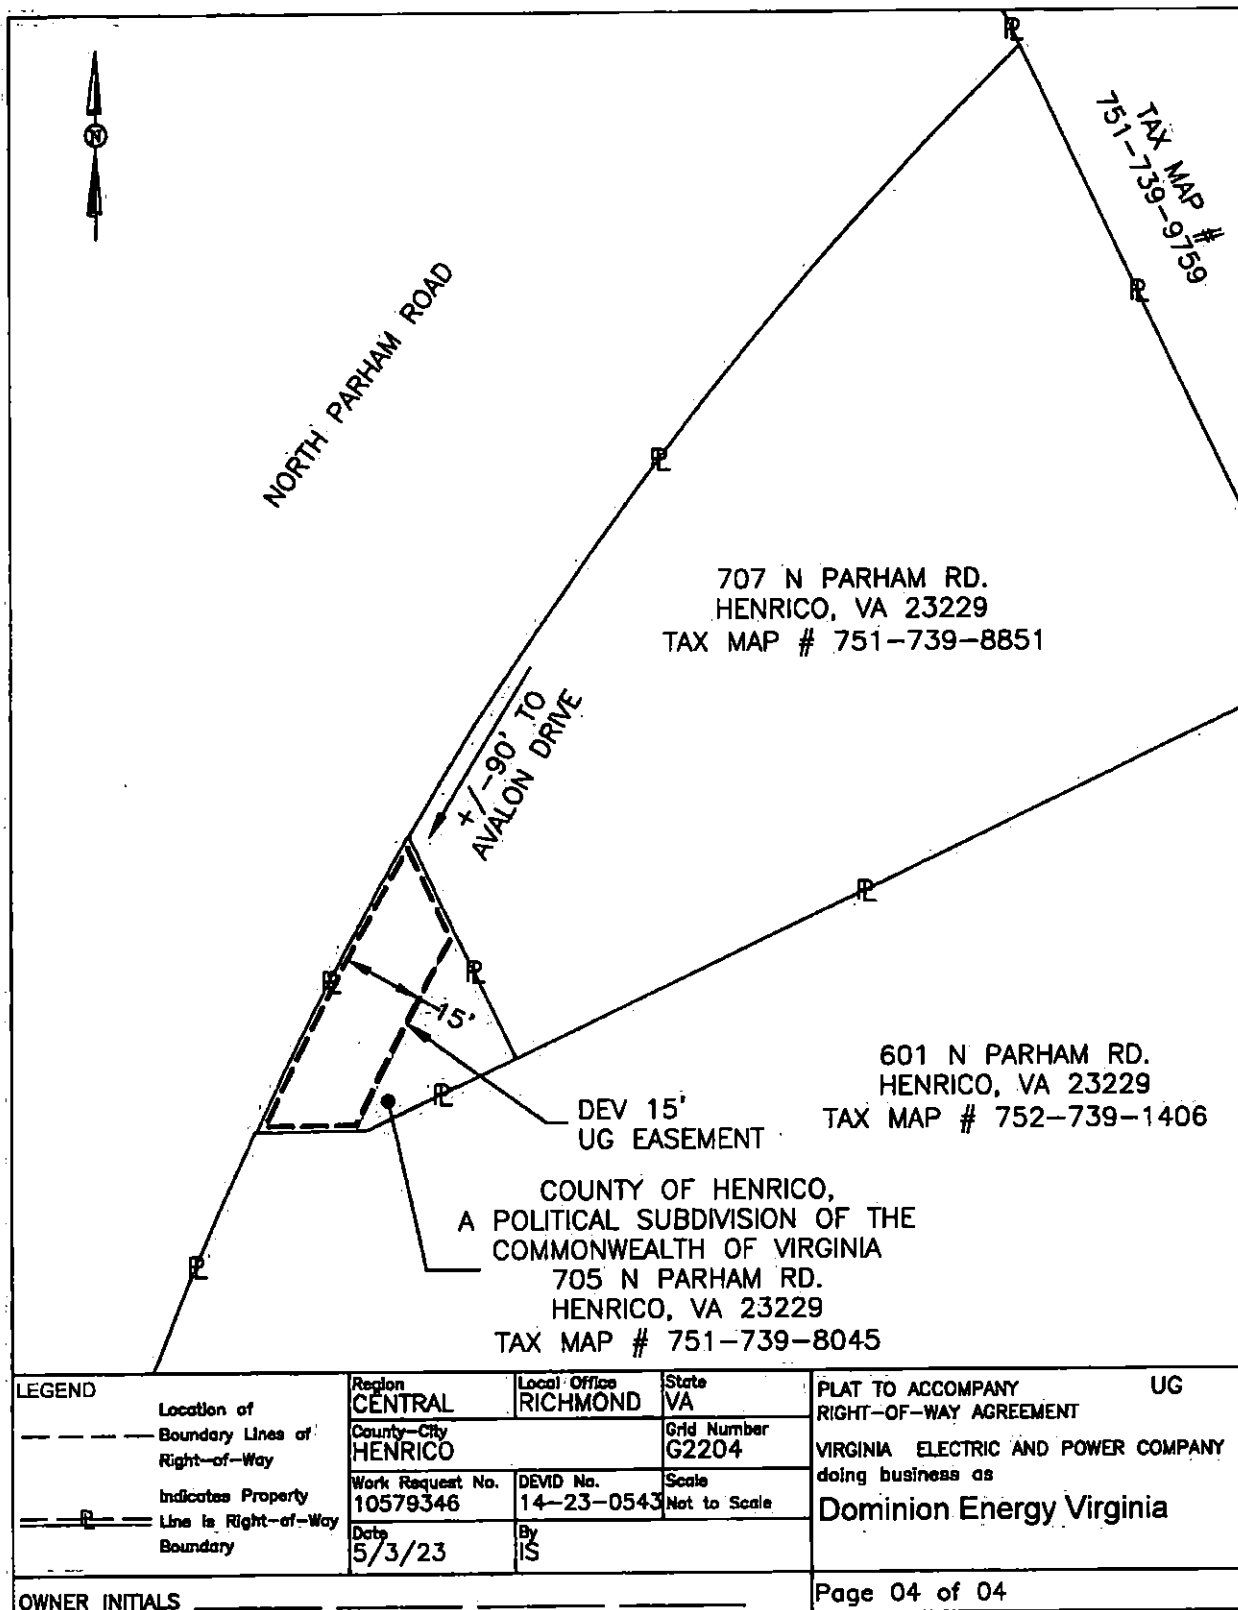 N
PL
TAX MAP #
751-739-9759
PL
NORTH PARHAM ROAD
PL
707 N PARHAM RD.
HENRICO, VA 23229
TAX MAP # 751-739-8851
+/-90' TO
AVALON DRIVE
PL
PL
PL
15'
601 N PARHAM RD.
HENRICO, VA 23229
TAX MAP # 752-739-1406
PL
DEV 15'
UG EASEMENT
COUNTY OF HENRICO,
A POLITICAL SUBDIVISION OF THE
COMMONWEALTH OF VIRGINIA
705 N PARHAM RD.
HENRICO, VA 23229
TAX MAP # 751-739-8045
PL
LEGEND
Location of
Boundary Lines of
Right-of-Way
PL
Indicates Property
Line is Right-of-Way
Boundary
Region
CENTRAL
Local Office
RICHMOND
State
VA
County-City
HENRICO
Grid Number
G2204
Work Request No.
10579346
DEVID No.
14-23-0543
Scale
Not to Scale
Date
5/3/23
By
IS
PLAT TO ACCOMPANY UG
RIGHT-OF-WAY AGREEMENT
VIRGINIA ELECTRIC AND POWER COMPANY
doing business as
Dominion Energy Virginia
OWNER INITIALS
Page 04 of 04